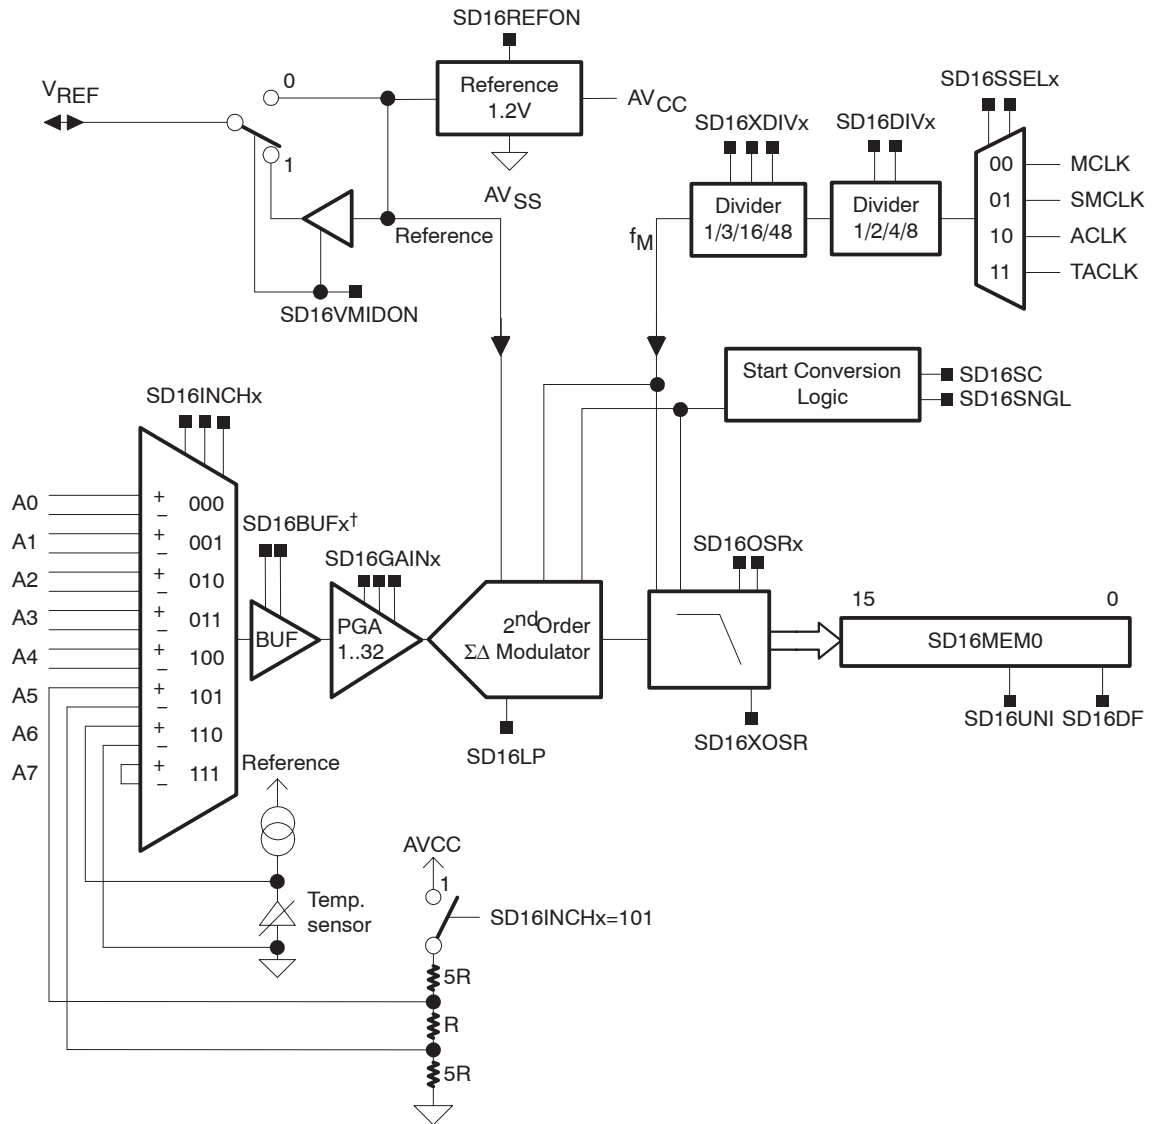 SD16REFON
VREF
0
Reference
1.2V
AVCC
AVSS
1
Reference
SD16VMIDON
SD16SSELx
SD16XDIVx
SD16DIVx
Divider
1/3/16/48
Divider
1/2/4/8
fM
00
MCLK
01
SMCLK
10
ACLK
11
TACLK
Start Conversion
Logic
SD16SC
SD16SNGL
SD16INCHx
A0
+
−
000
A1
+
−
001
A2
+
−
010
A3
+
−
011
A4
+
−
100
A5
+
−
101
A6
+
−
110
A7
+
−
111
SD16BUFx†
BUF
SD16GAINx
PGA
1..32
2nd Order
ΣΔ Modulator
SD16LP
SD16OSRx
SD16XOSR
15
0
SD16MEM0
SD16UNI
SD16DF
Reference
Temp.
sensor
AVCC
1
SD16INCHx=101
5R
R
5R